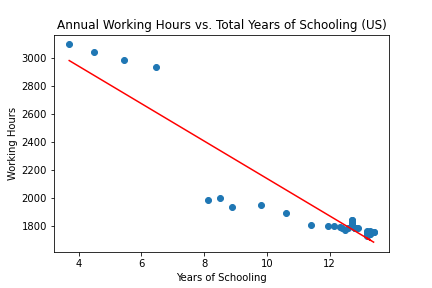 Annual Working Hours vs. Total Years of Schooling (US)
Working Hours
3000
2800
2600
2400
2200
2000
1800
4 6 8 10 12
Years of Schooling